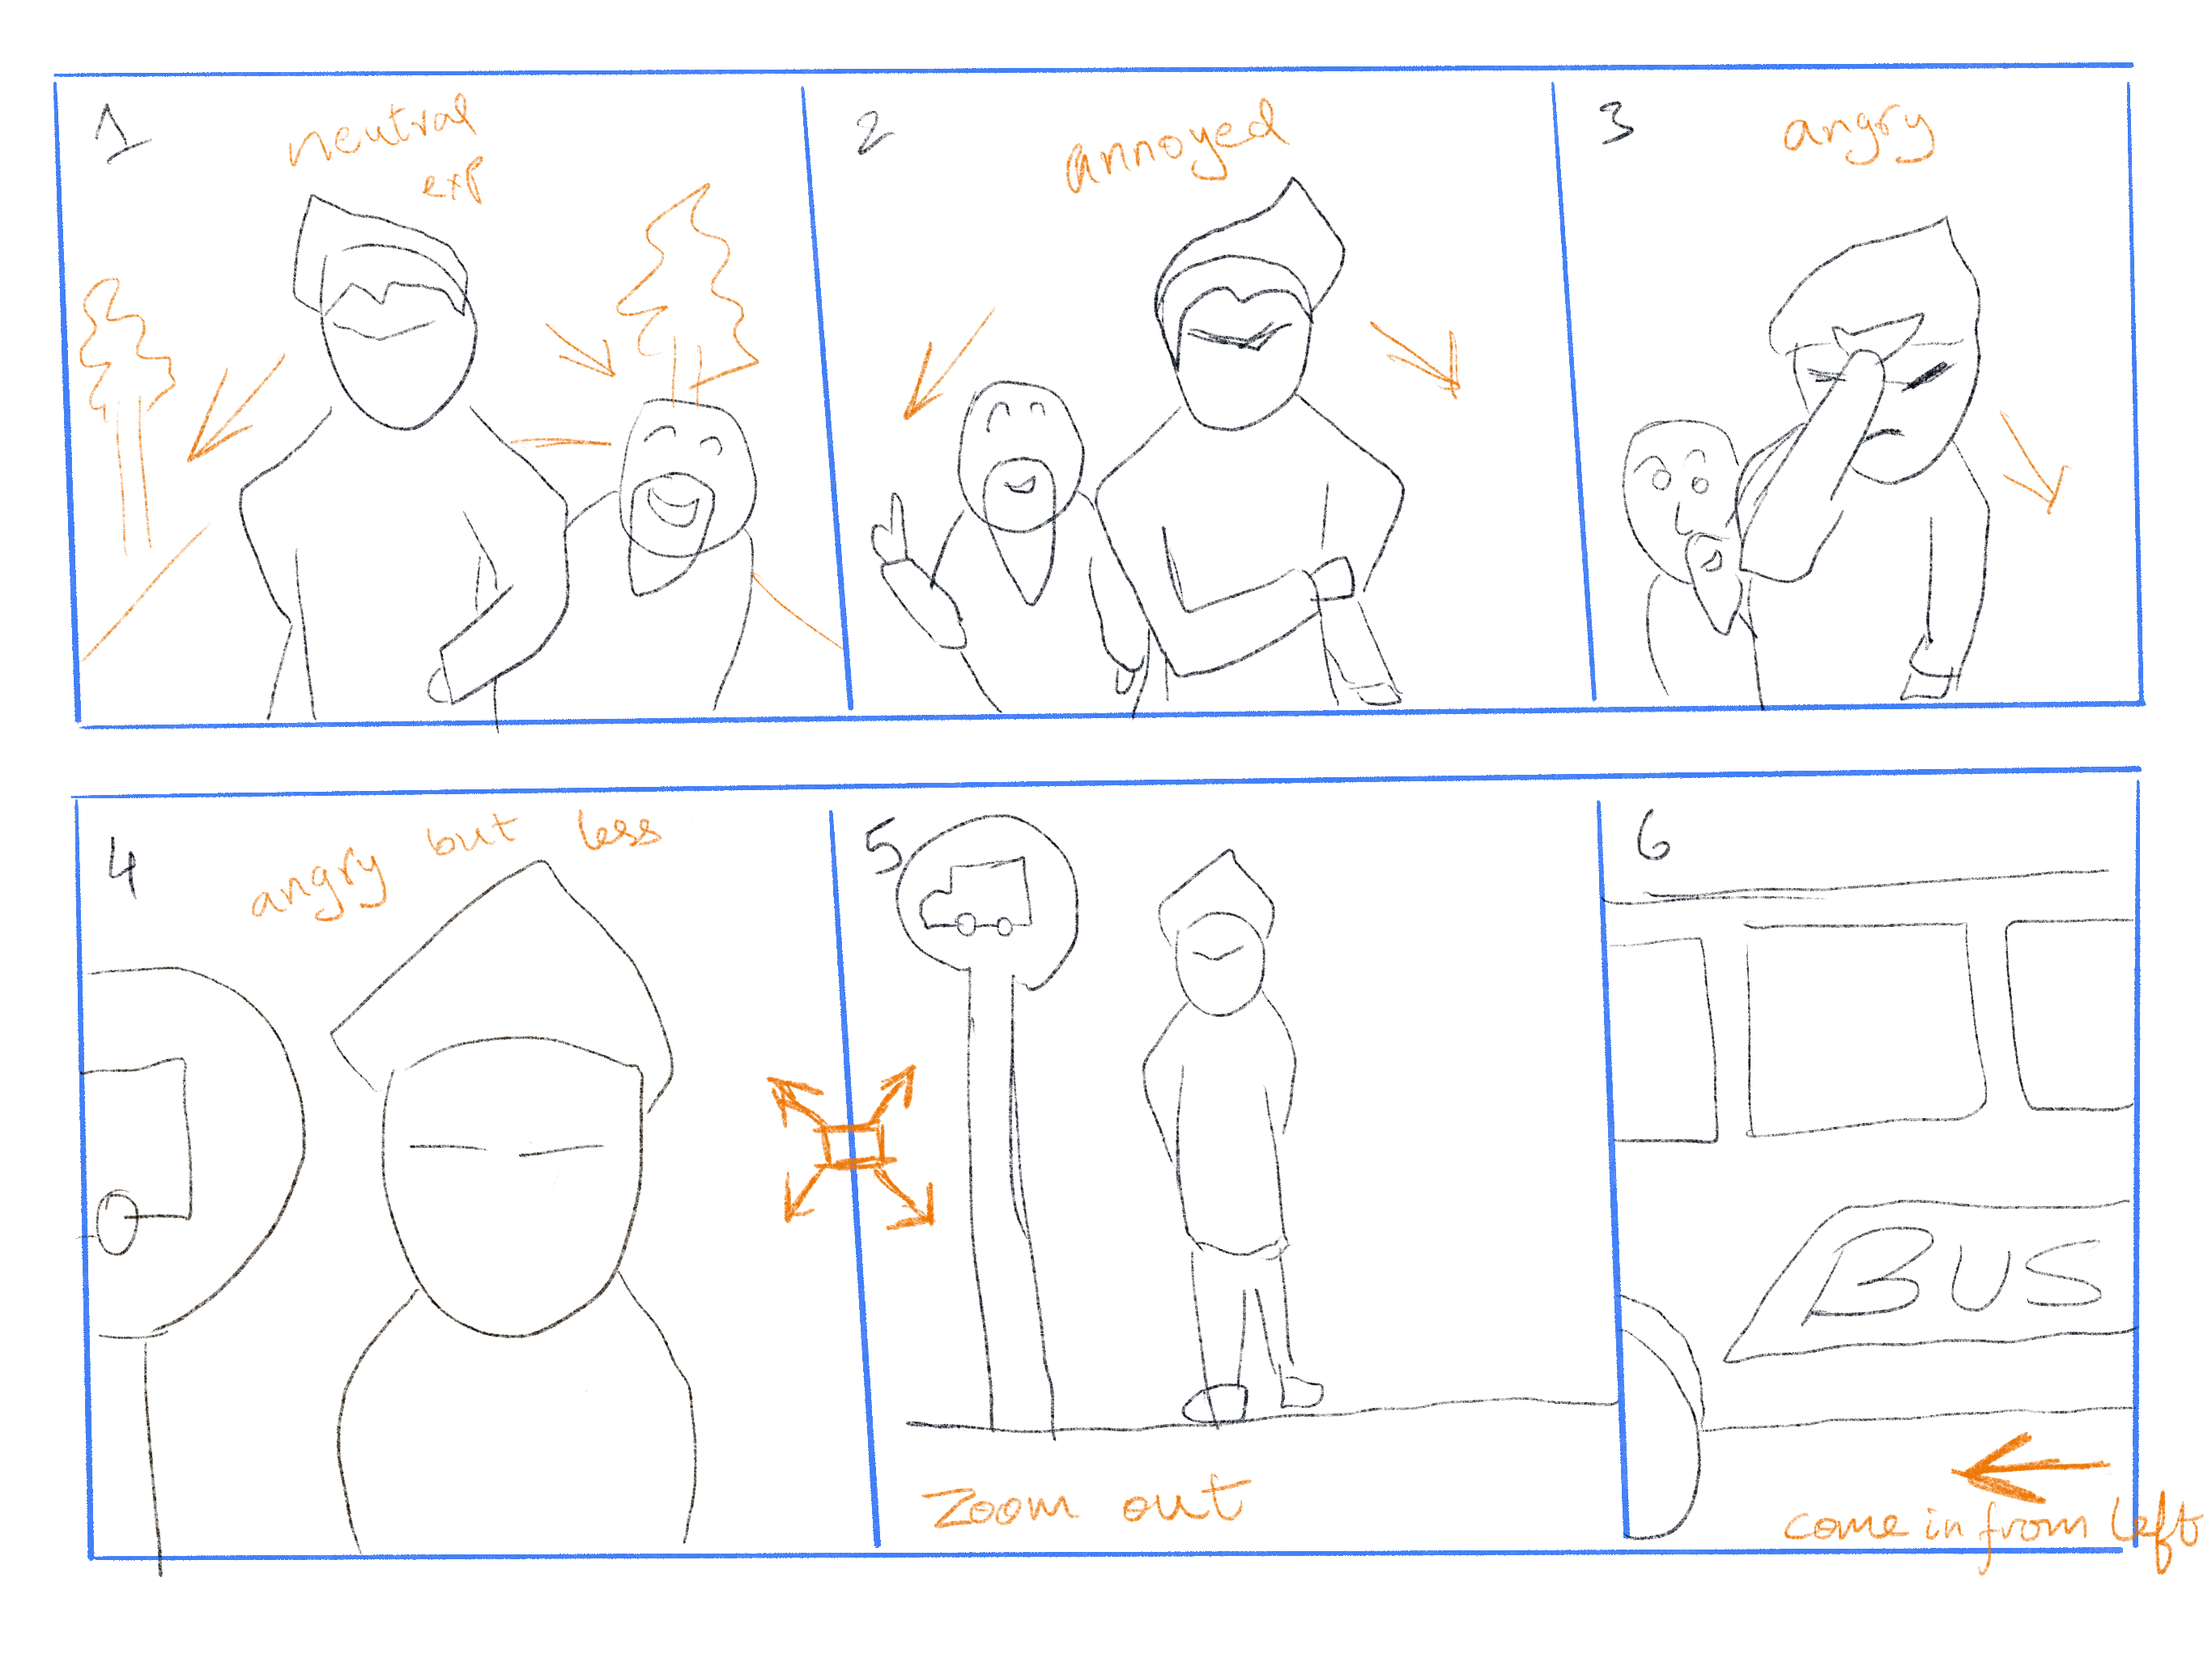 1
neutral
exp
2
annoyed
3
angry
4
angry but less
5
Zoom out
6
BUS
come in from left